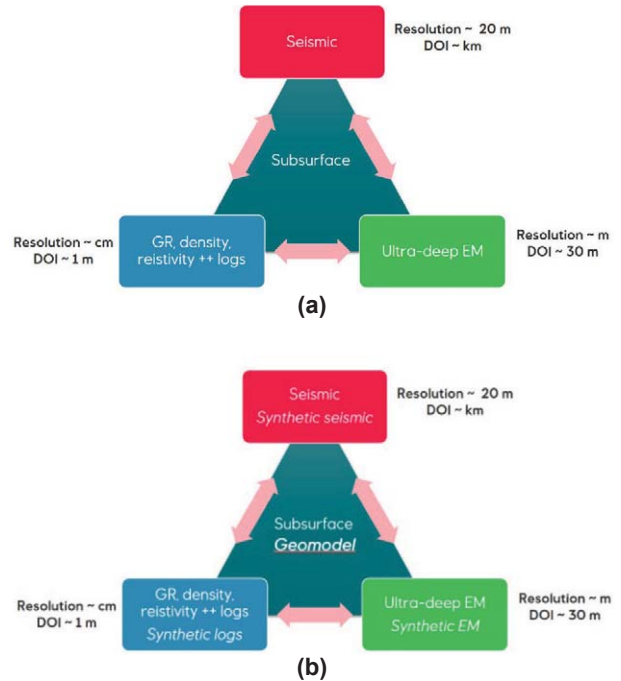 Seismic
Resolution ~ 20 m
DOI ~ km
Subsurface
Resolution ~ cm
DOI ~ 1 m
GR, density,
reistivity ++ logs
Ultra-deep EM
Resolution ~ m
DOI ~ 30 m
(a)
Seismic
Synthetic seismic
Resolution ~ 20 m
DOI ~ km
Subsurface
Geomodel
Resolution ~ cm
DOI ~ 1 m
GR, density,
reistivity ++ logs
Synthetic logs
Ultra-deep EM
Synthetic EM
Resolution ~ m
DOI ~ 30 m
(b)